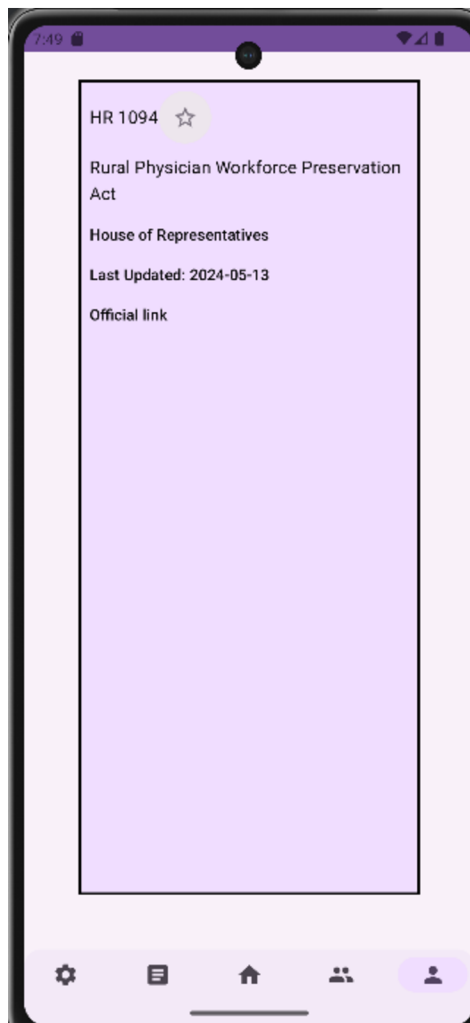 7:49
HR 1094
Rural Physician Workforce Preservation
Act
House of Representatives
Last Updated: 2024-05-13
Official link